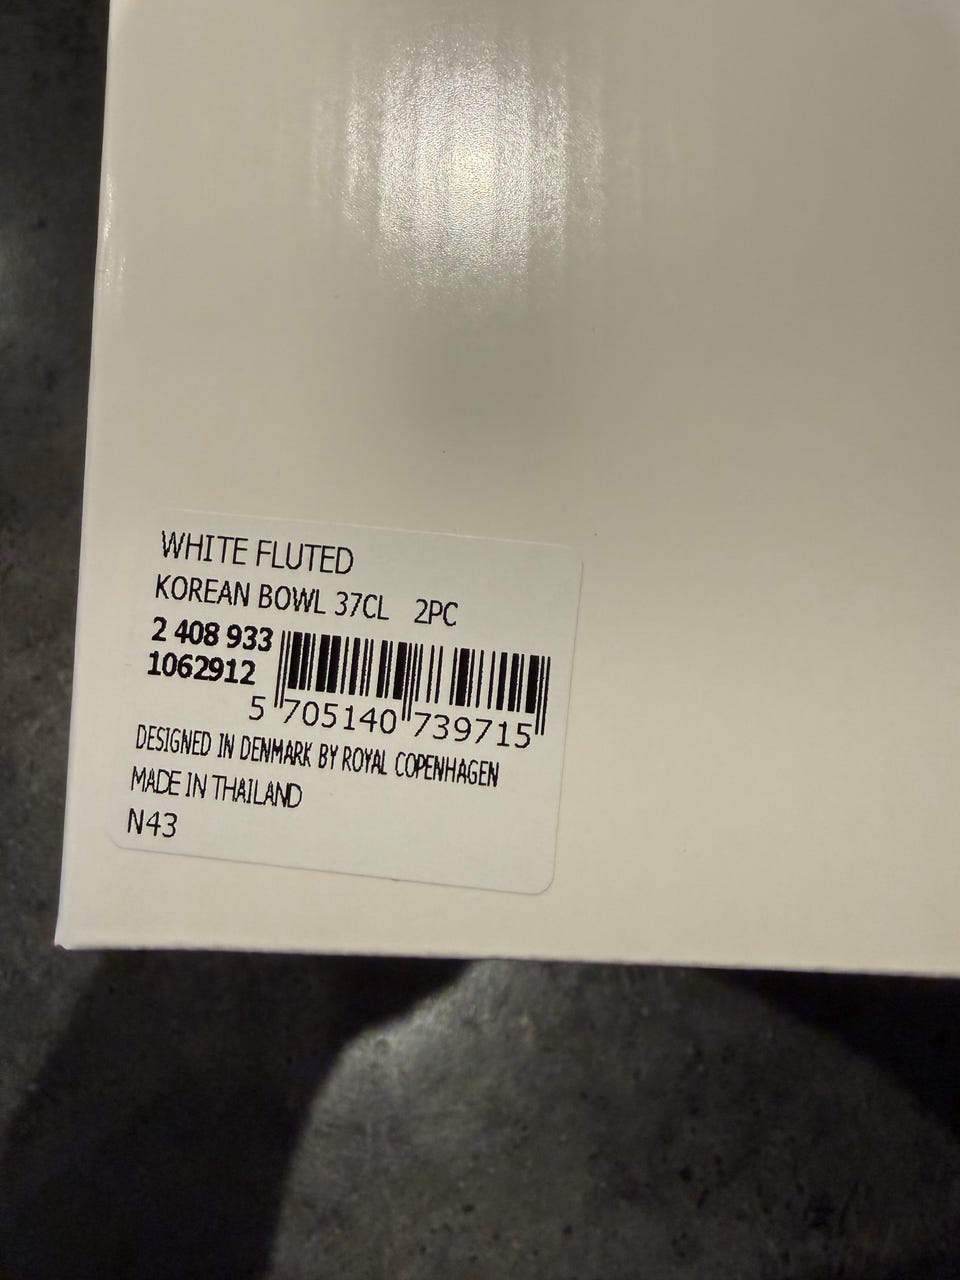 WHITE FLUTED
KOREAN BOWL 37CL 2PC
2 408 933
1062912
5 705140 739715
DESIGNED IN DENMARK BY ROYAL COPENHAGEN
MADE IN THAILAND
N43